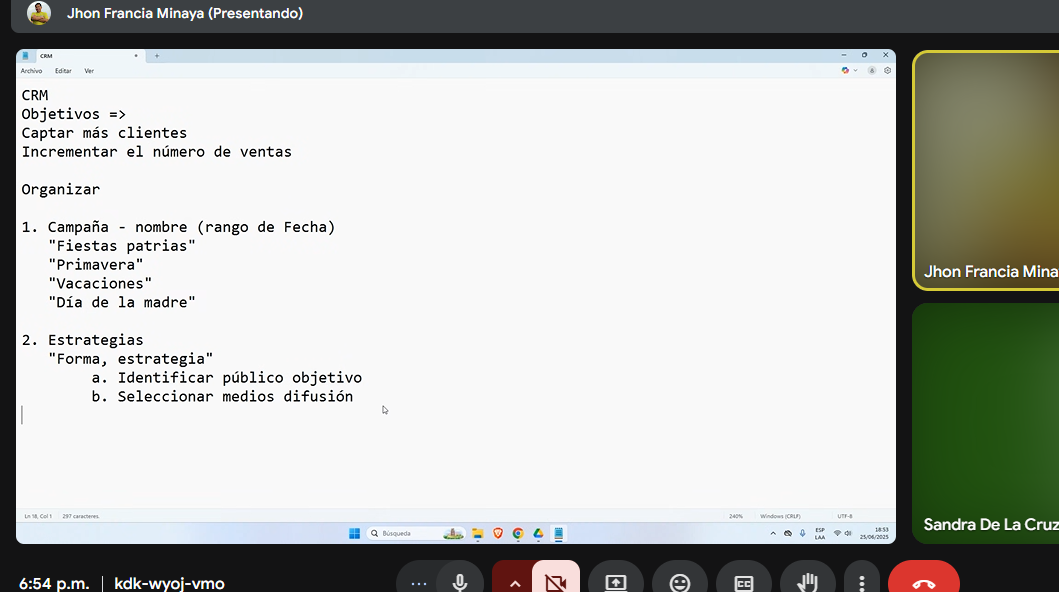 Jhon Francia Minaya (Presentando)
CRM
Archivo Editar Ver
CRM
Objetivos =>
Captar más clientes
Incrementar el número de ventas
Organizar
1. Campaña - nombre (rango de Fecha)
"Fiestas patrias"
"Primavera"
"Vacaciones"
"Día de la madre"
2. Estrategias
"Forma, estrategia"
a. Identificar público objetivo
b. Seleccionar medios difusión
Ln 18, Col 1 297 caracteres. 240% Windows (CRLF) UTF-8
Búsqueda
ESP
LAA
18:53
25/06/2025
Jhon Francia Mina
Sandra De La Cruz
6:54 p.m. | kdk-wyoj-vmo
CC